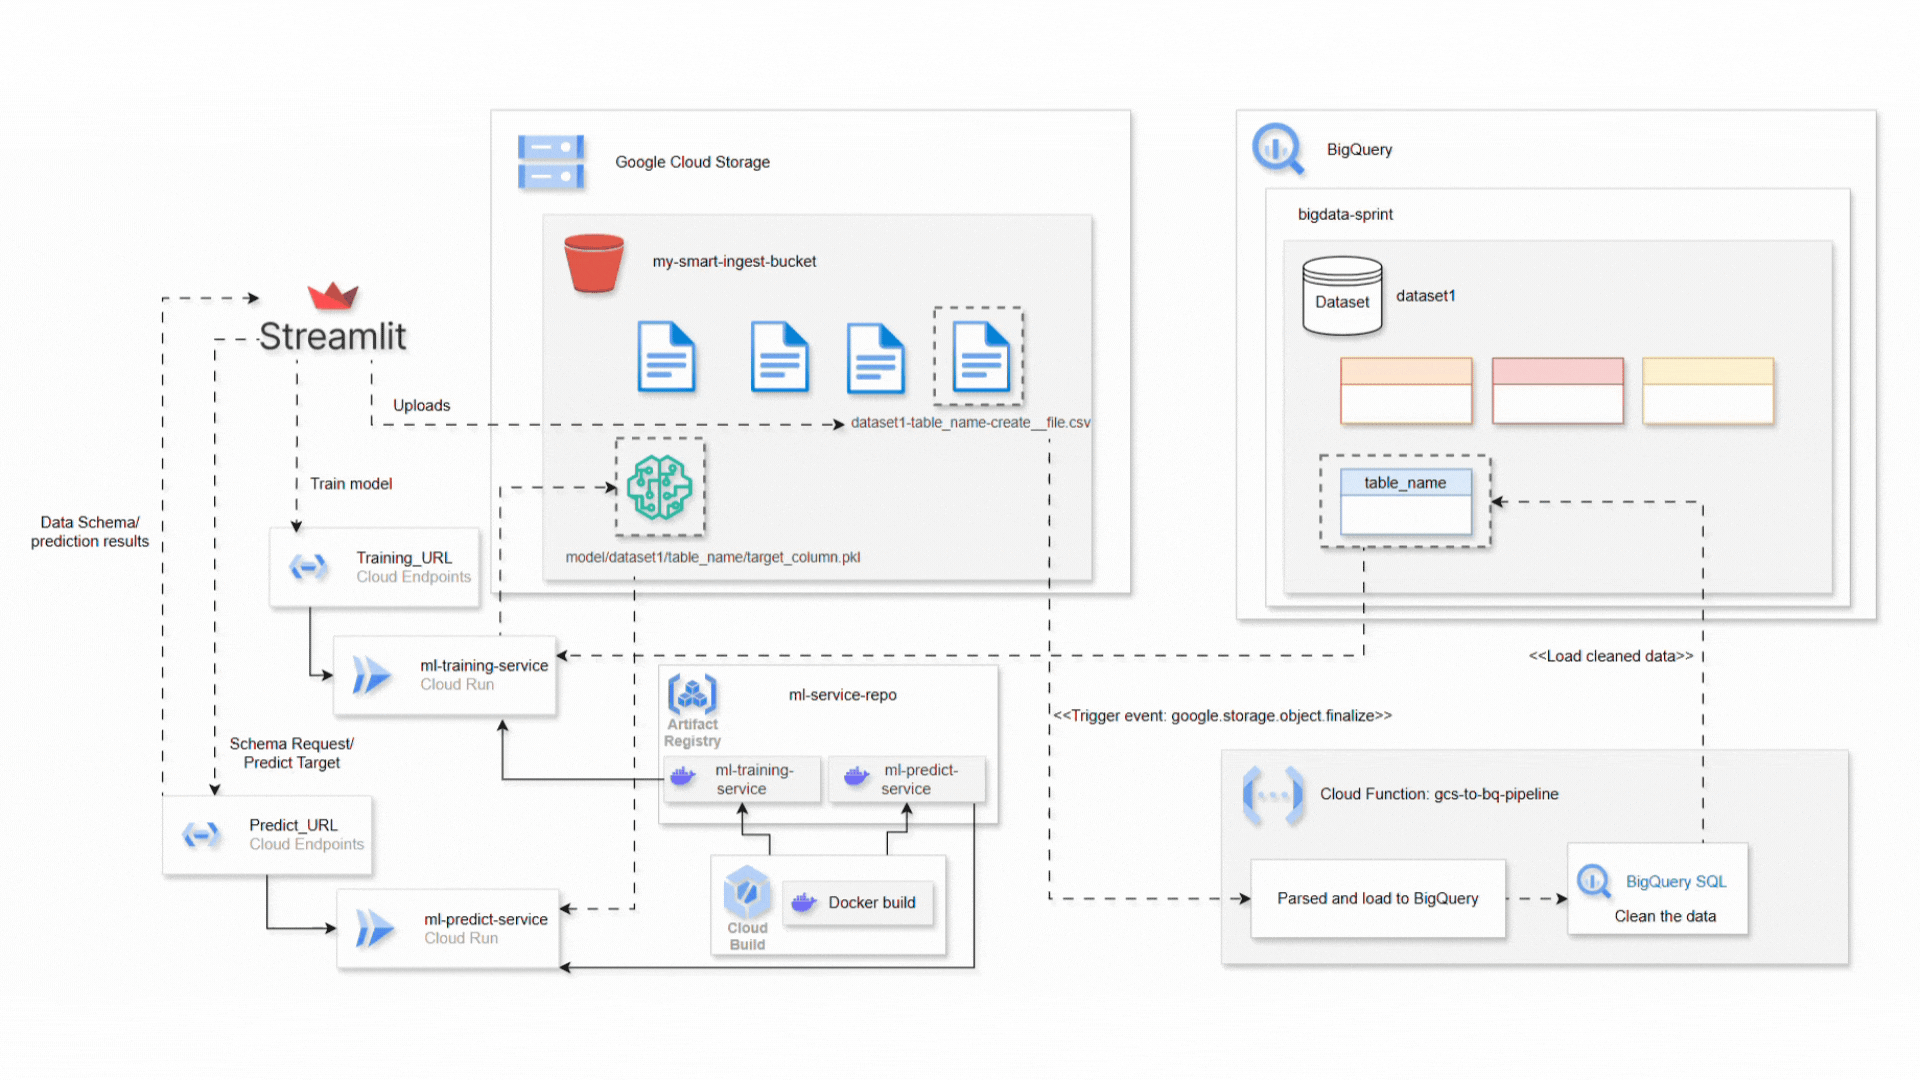 Google Cloud Storage
my-smart-ingest-bucket
dataset1-table_name-create__file.csv
model/dataset1/table_name/target_column.pkl
BigQuery
bigdata-sprint
Dataset
dataset1
table_name
Streamlit
Uploads
Train model
Data Schema/
prediction results
Training_URL
Cloud Endpoints
ml-training-service
Cloud Run
Schema Request/
Predict Target
Predict_URL
Cloud Endpoints
ml-predict-service
Cloud Run
ml-service-repo
Artifact
Registry
ml-training-
service
ml-predict-
service
Cloud
Build
Docker build
<<Load cleaned data>>
<<Trigger event: google.storage.object.finalize>>
Cloud Function: gcs-to-bq-pipeline
Parsed and load to BigQuery
BigQuery SQL
Clean the data